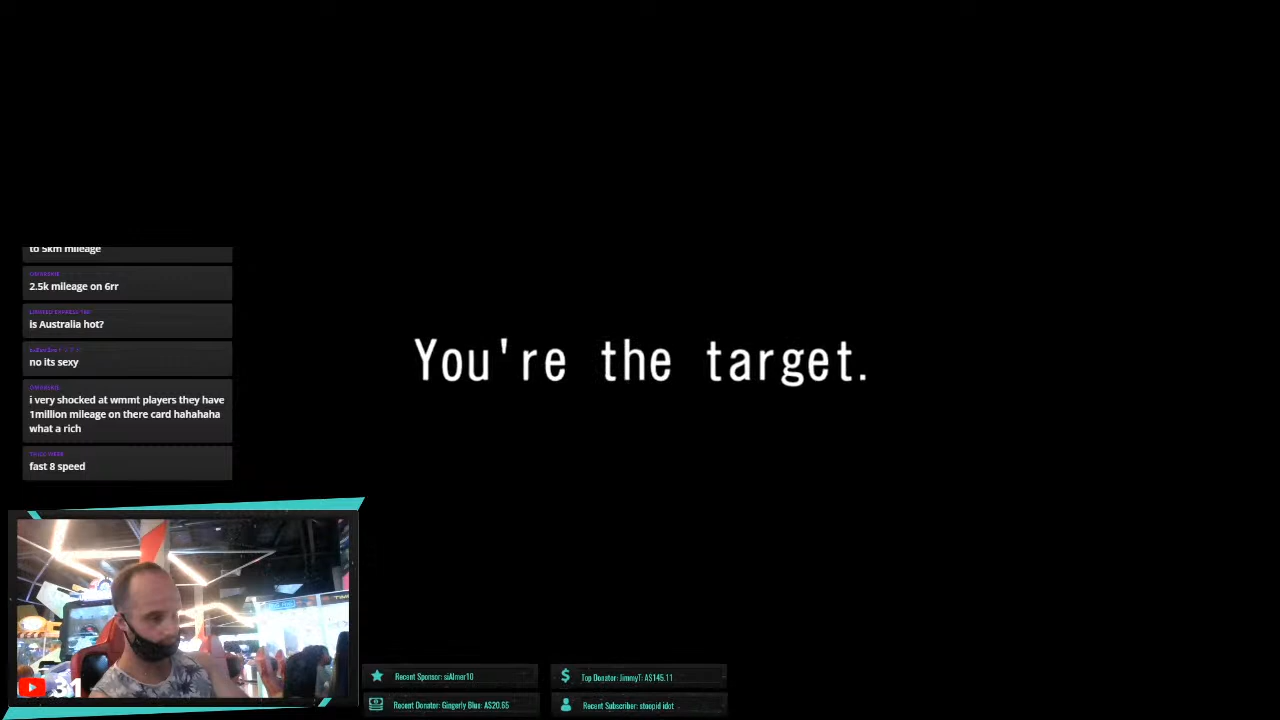 to 5km mileage
2.5k mileage on 6rr
is Australia hot?
no its sexy
i very shocked at wmmt players they have
1million mileage on there card hahahaha
what a rich
fast 8 speed
You're the target.
31
Recent Sponsor: siAlmer10
Top Donator: JimmyT: A$145.11
Recent Donator: Gingerly Blue: A$20.65
Recent Subscriber: stoopid idot